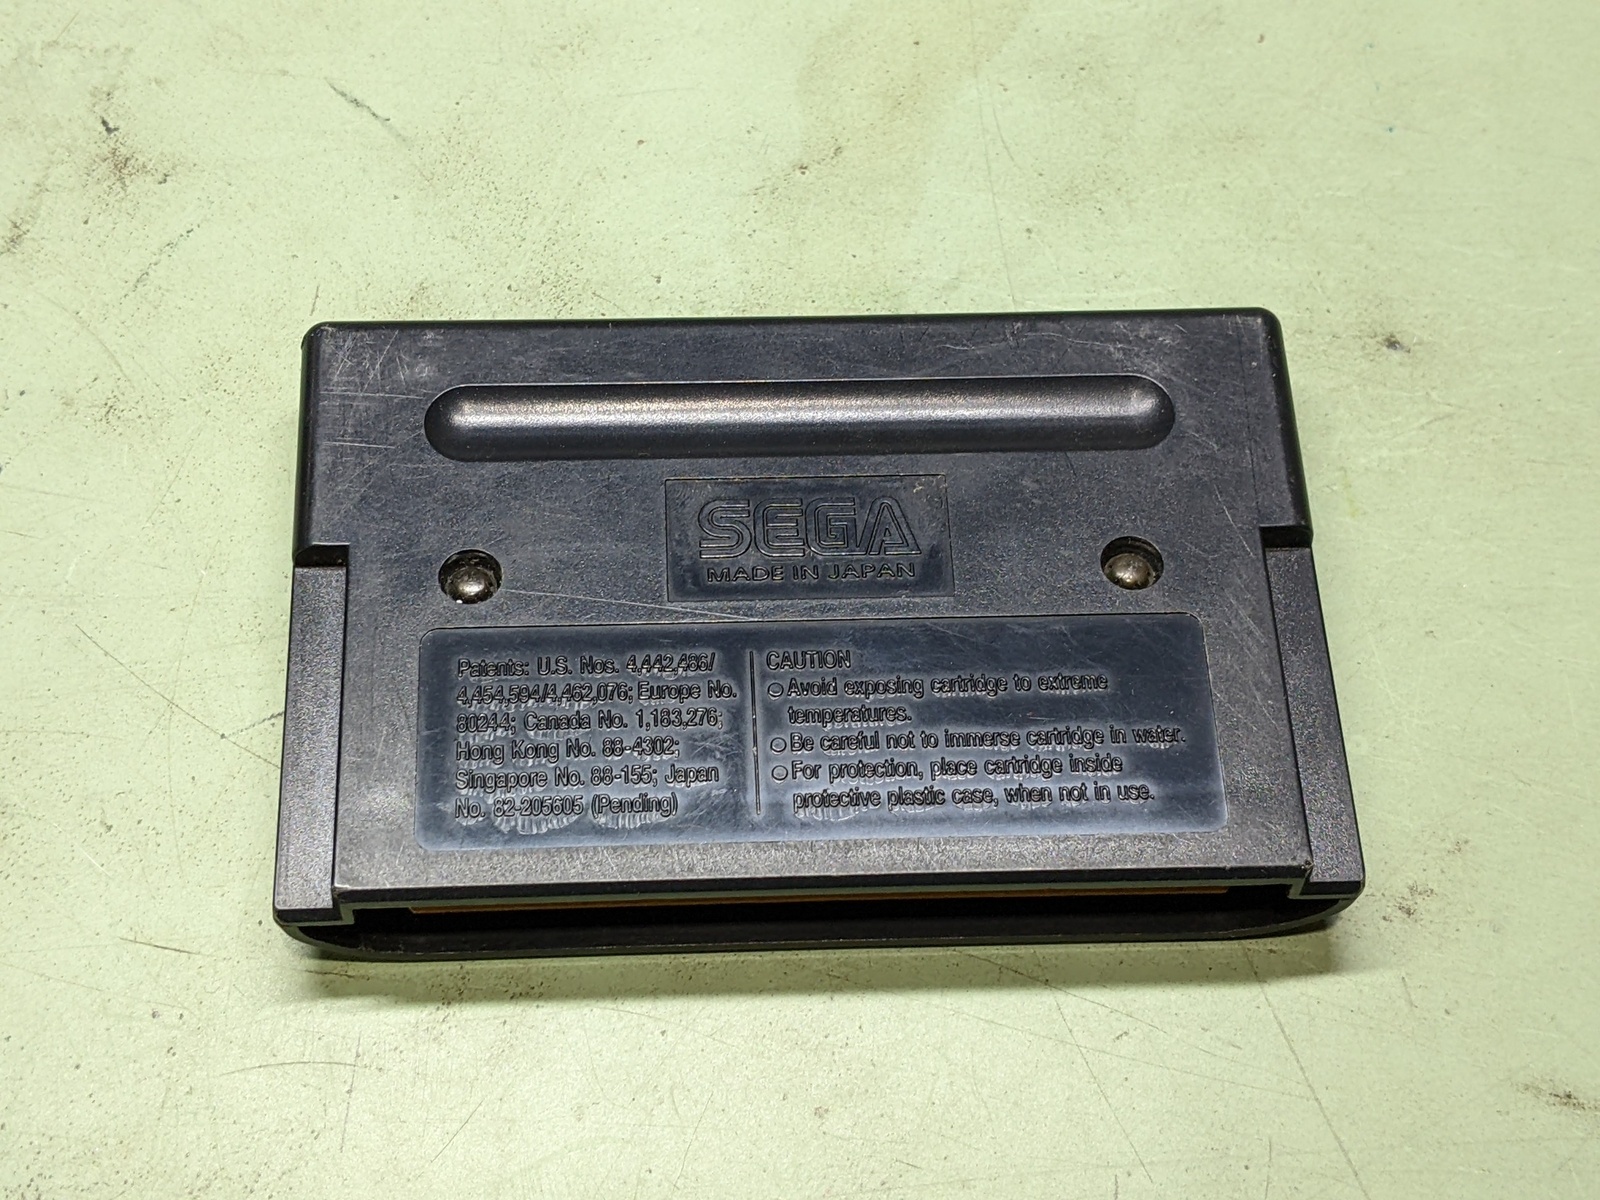 SEGA
MADE IN JAPAN
Patents: U.S. Nos. 4,442,486/
4,454,594/4,462,076; Europe No.
80244; Canada No. 1,183,276;
Hong Kong No. 88-4302;
Singapore No. 88-155; Japan
No. 82-205605 (Pending)
CAUTION
○ Avoid exposing cartridge to extreme
temperatures.
○ Be careful not to immerse cartridge in water.
○ For protection, place cartridge inside
protective plastic case, when not in use.